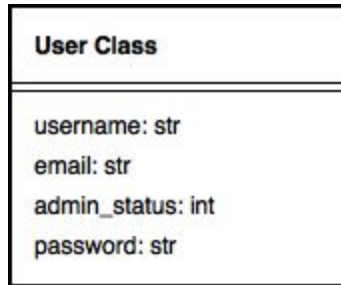 User Class
username: str
email: str
admin_status: int
password: str